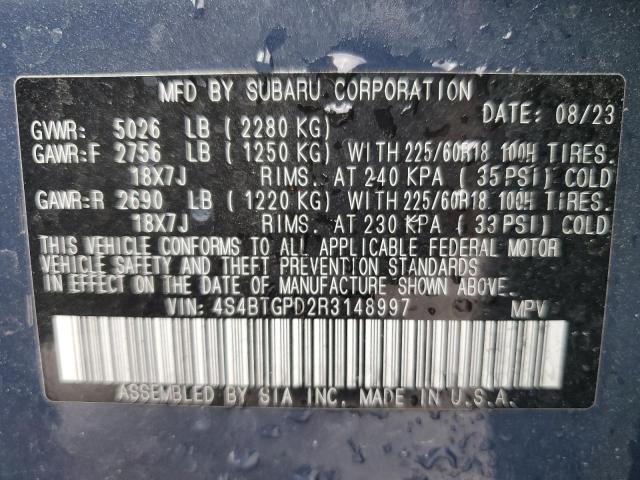 MFD BY SUBARU CORPORATION
DATE: 08/23
GVWR: 5026 LB (2280 KG)
GAWR:F 2756 LB (1250 KG) WITH 225/60R18 100H TIRES.
18X7J RIMS. AT 240 KPA (35 PSI) COLD
GAWR:R 2690 LB (1220 KG) WITH 225/60R18 100H TIRES.
18X7J RIMS. AT 230 KPA (33 PSI) COLD
THIS VEHICLE CONFORMS TO ALL APPLICABLE FEDERAL MOTOR
VEHICLE SAFETY AND THEFT PREVENTION STANDARDS IN EFFECT
ON THE DATE OF MANUFACTURE SHOWN ABOVE.
VIN: 4S4BTGPD2R3148997 MPV
ASSEMBLED BY SIA INC. MADE IN U.S.A.